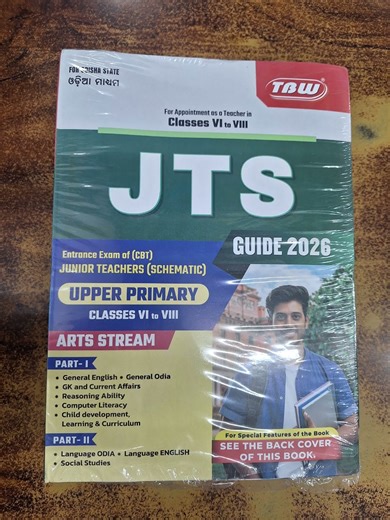 FOR ODISHA STATE
ଓଡ଼ିଆ ମାଧ୍ୟମ
TBW
For Appointment as a Teacher in
Classes VI to VIII
JTS
GUIDE 2026
Entrance Exam of (CBT)
JUNIOR TEACHERS (SCHEMATIC)
UPPER PRIMARY
CLASSES VI to VIII
ARTS STREAM
PART- I
• General English • General Odia
• GK and Current Affairs
• Reasoning Ability
• Computer Literacy
• Child development,
Learning & Curriculum
PART- II
• Language ODIA • Language ENGLISH
• Social Studies
For Special Features of the Book
SEE THE BACK COVER
OF THIS BOOK.